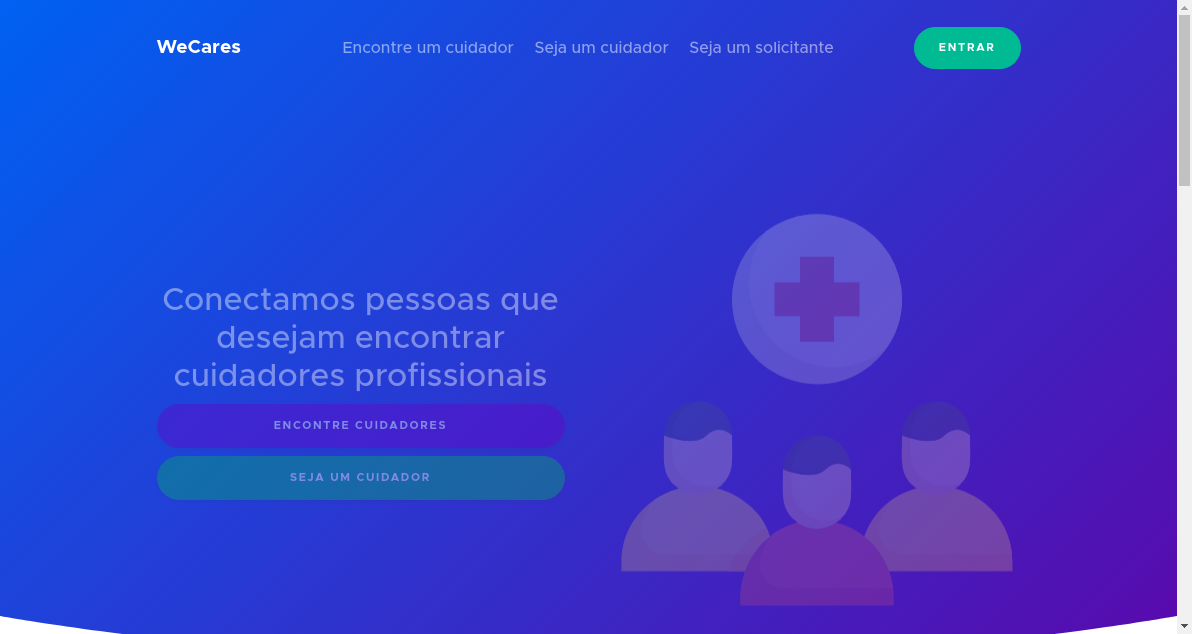 WeCares
Encontre um cuidador
Seja um cuidador
Seja um solicitante
ENTRAR
Conectamos pessoas que
desejam encontrar
cuidadores profissionais
ENCONTRE CUIDADORES
SEJA UM CUIDADOR